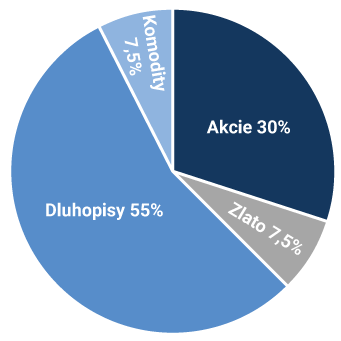 Komodity
7,5%
Akcie 30%
Dluhopisy 55%
Zlato 7,5%